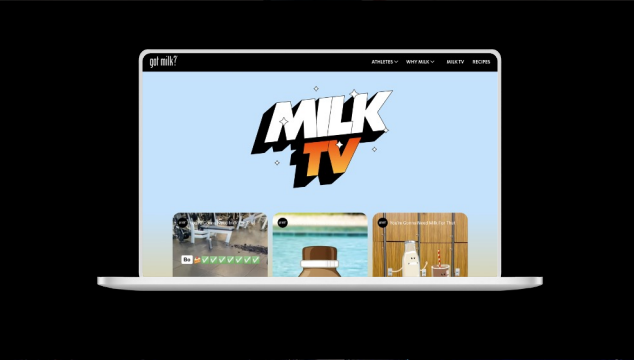 got milk?
ATHLETES
WHY MILK
MILK TV
RECIPES
MILK
TV